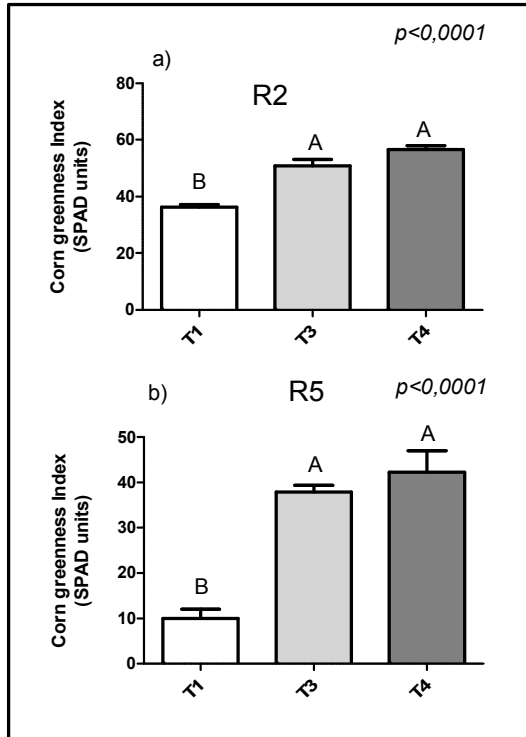 p<0,0001
a)
R2
Corn greenness Index
(SPAD units)
80
60
40
20
0
B
A
A
T1
T3
T4
b)
R5
p<0,0001
Corn greenness Index
(SPAD units)
50
40
30
20
10
0
B
A
A
T1
T3
T4